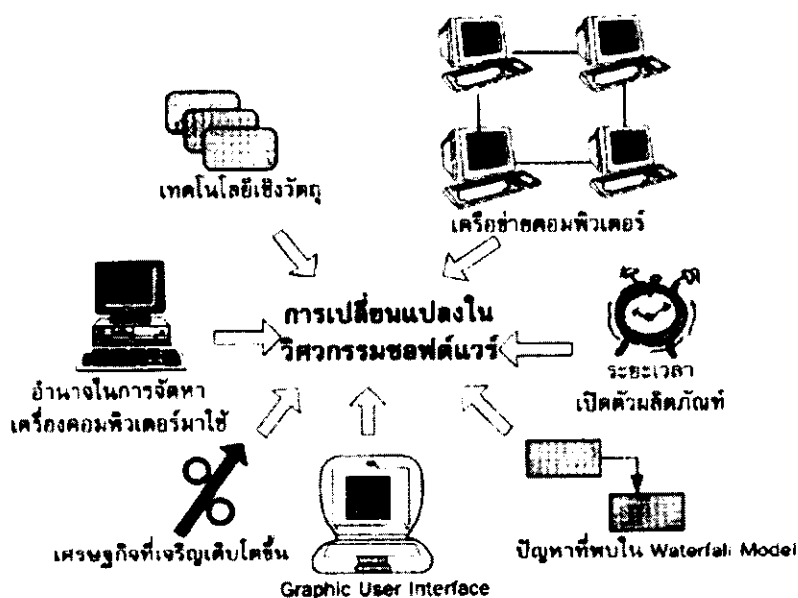 เทคโนโลยีเชิงวัตถุ
เครือข่ายคอมพิวเตอร์
การเปลี่ยนแปลงใน
วิศวกรรมซอฟต์แวร์
อำนาจในการจัดหา
เครื่องคอมพิวเตอร์มาใช้
ระยะเวลา
เปิดตัวผลิตภัณฑ์
เศรษฐกิจที่เจริญเติบโตขึ้น
Graphic User Interface
ปัญหาที่พบใน Waterfall Model